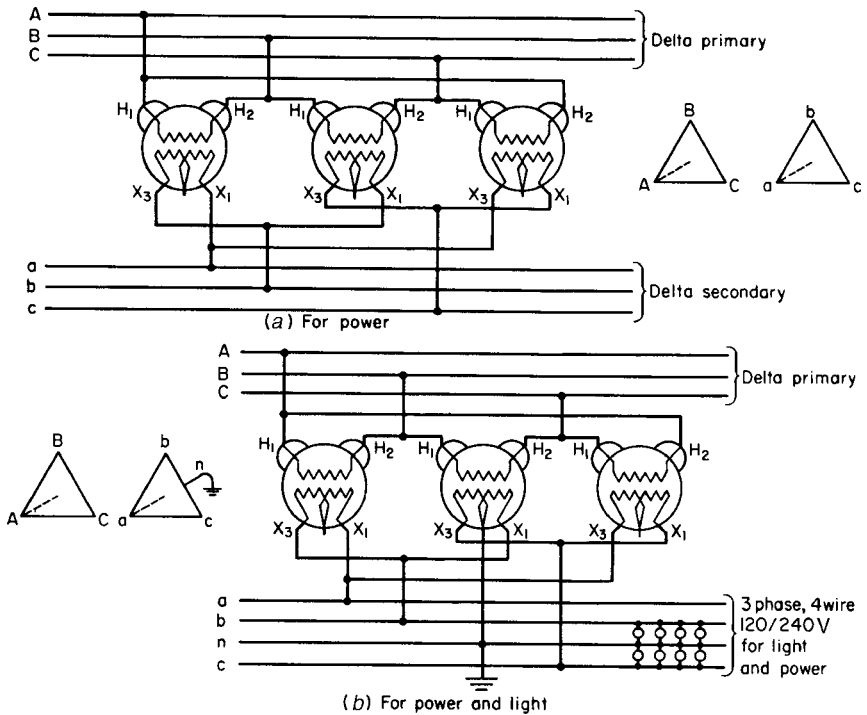 A
B
C
Delta primary
H₁ H₂ H₁ H₂ H₁ H₂
X₃ X₁ X₃ X₁ X₃ X₁
B
A C
b
a c
a
b
c
Delta secondary
(a) For power
A
B
C
Delta primary
H₁ H₂ H₁ H₂ H₁ H₂
X₃ X₁ X₃ X₁ X₃ X₁
B
A C
b
n
a c
a
b
n
c
3 phase, 4 wire
120/240 V
for light
and power
(b) For power and light